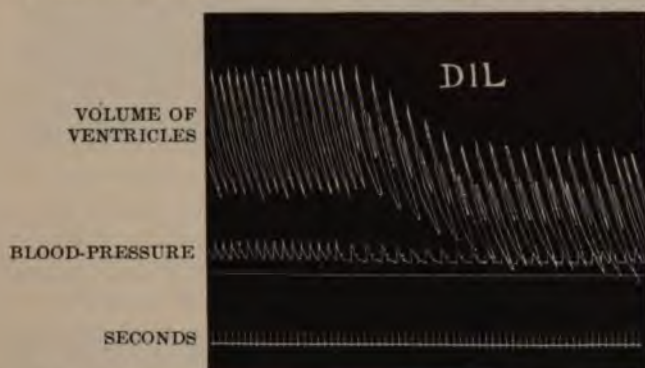 DIL
VOLUME OF
VENTRICLES
BLOOD-PRESSURE
SECONDS